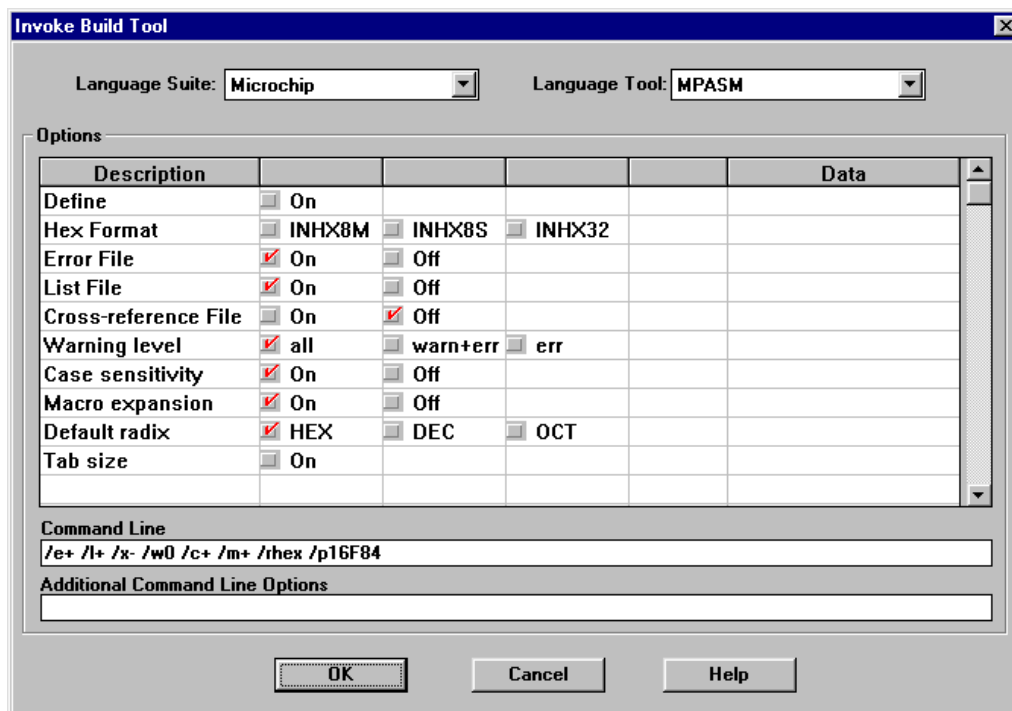 Invoke Build Tool
Language Suite: Microchip Language Tool: MPASM
Options
Description Data
Define On
Hex Format INHX8M INHX8S INHX32
Error File On Off
List File On Off
Cross-reference File On Off
Warning level all warn+err err
Case sensitivity On Off
Macro expansion On Off
Default radix HEX DEC OCT
Tab size On
Command Line
/e+ /l+ /x- /w0 /c+ /m+ /rhex /p16F84
Additional Command Line Options
OK Cancel Help